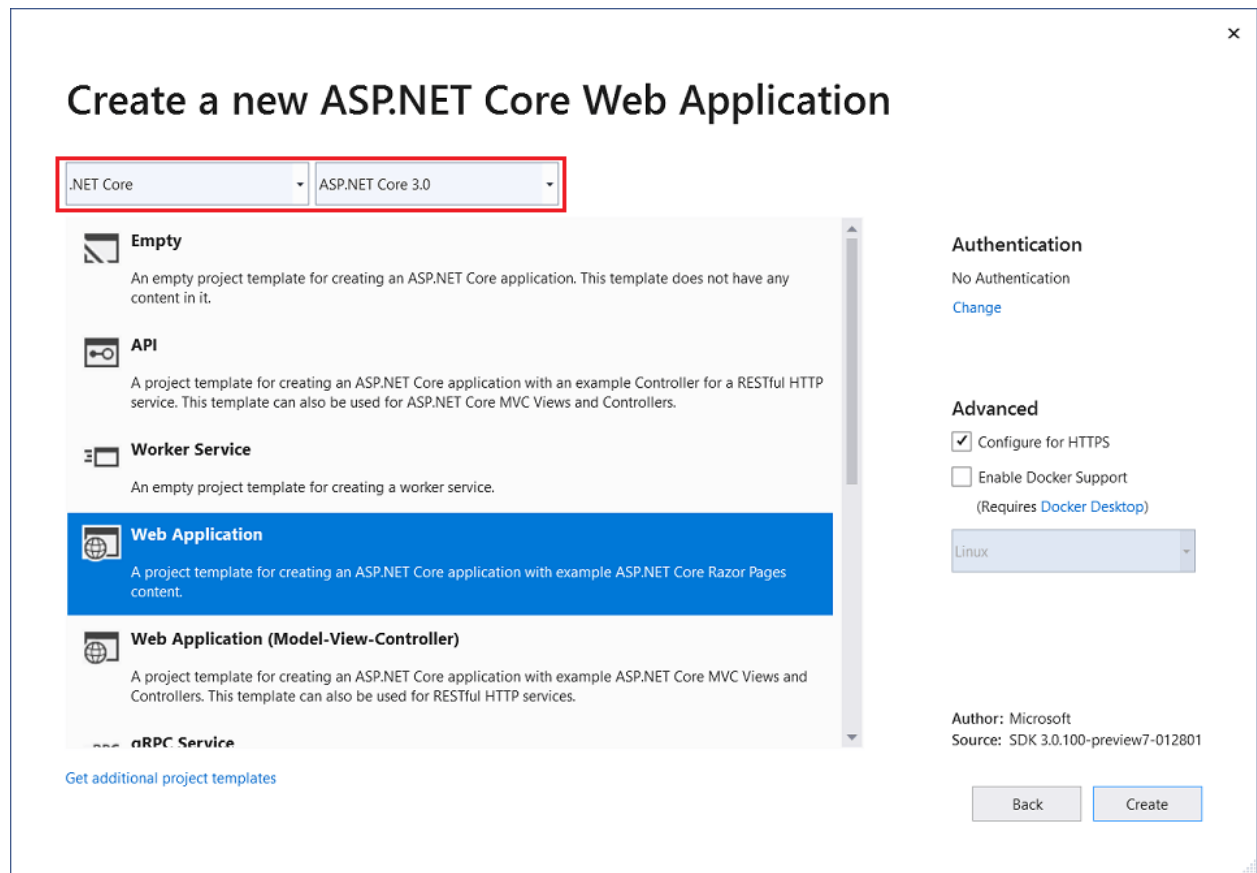 Create a new ASP.NET Core Web Application
.NET Core
ASP.NET Core 3.0
Empty
An empty project template for creating an ASP.NET Core application. This template does not have any
content in it.
API
A project template for creating an ASP.NET Core application with an example Controller for a RESTful HTTP
service. This template can also be used for ASP.NET Core MVC Views and Controllers.
Worker Service
An empty project template for creating a worker service.
Web Application
A project template for creating an ASP.NET Core application with example ASP.NET Core Razor Pages
content.
Web Application (Model-View-Controller)
A project template for creating an ASP.NET Core application with example ASP.NET Core MVC Views and
Controllers. This template can also be used for RESTful HTTP services.
gRPC Service
Get additional project templates
Authentication
No Authentication
Change
Advanced
Configure for HTTPS
Enable Docker Support
(Requires Docker Desktop)
Linux
Author: Microsoft
Source: SDK 3.0.100-preview7-012801
Back
Create